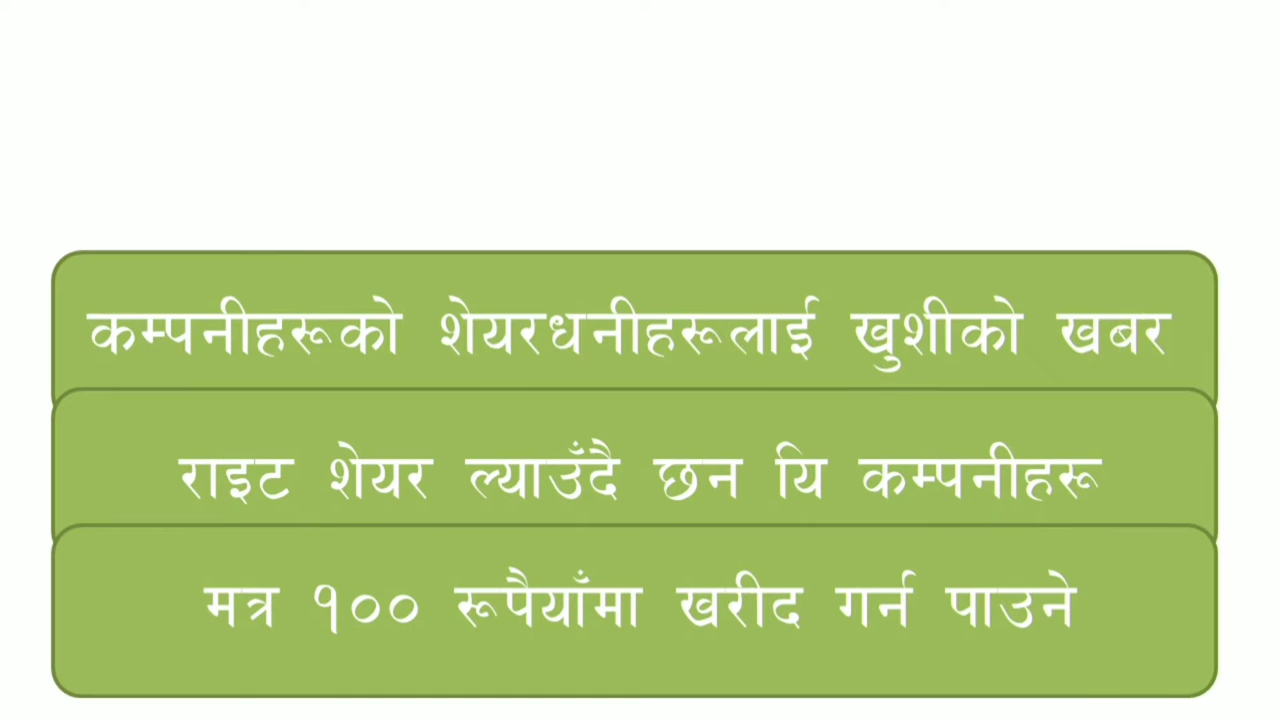 कम्पनीहरूको शेयरधनीहरूलाई खुशीको खबर
राइट शेयर ल्याउँदै छन यि कम्पनीहरू
मत्र १०० रूपैयाँमा खरीद गर्न पाउने